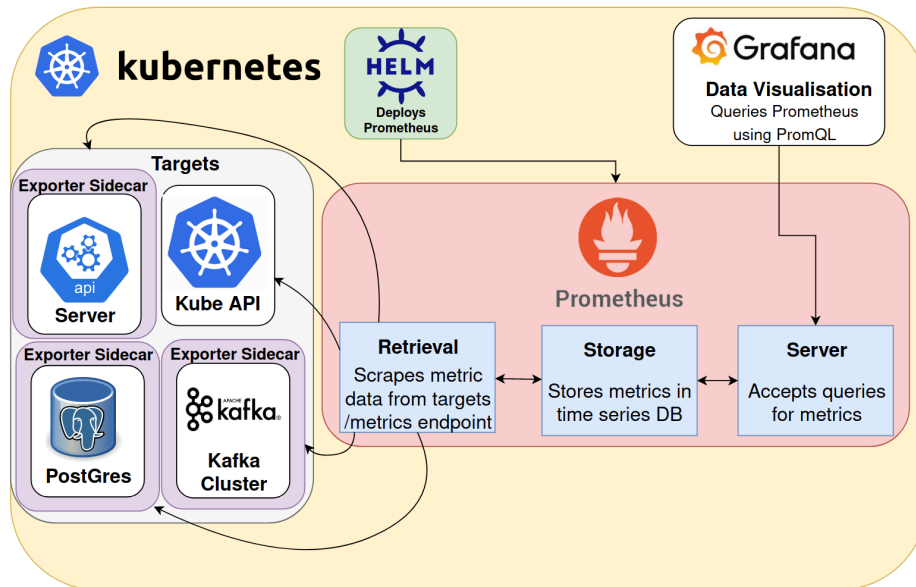 kubernetes
HELM
Deploys
Prometheus
Grafana
Data Visualisation
Queries Prometheus
using PromQL
Targets
Exporter Sidecar
api
Server
Kube API
Exporter Sidecar
PostGres
Exporter Sidecar
APACHE
kafka®
Kafka
Cluster
Prometheus
Retrieval
Scrapes metric
data from targets
/metrics endpoint
Storage
Stores metrics in
time series DB
Server
Accepts queries
for metrics